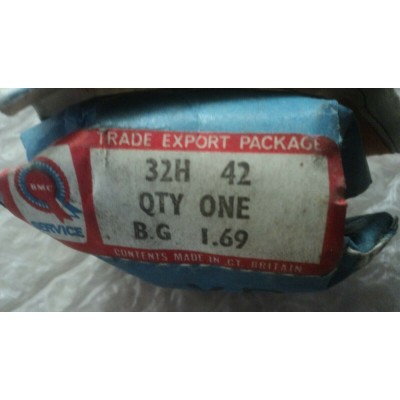 TRADE EXPORT PACKAGE
32H 42
QTY ONE
B.G 1.69
CONTENTS MADE IN GT. BRITAIN
BMC
SERVICE